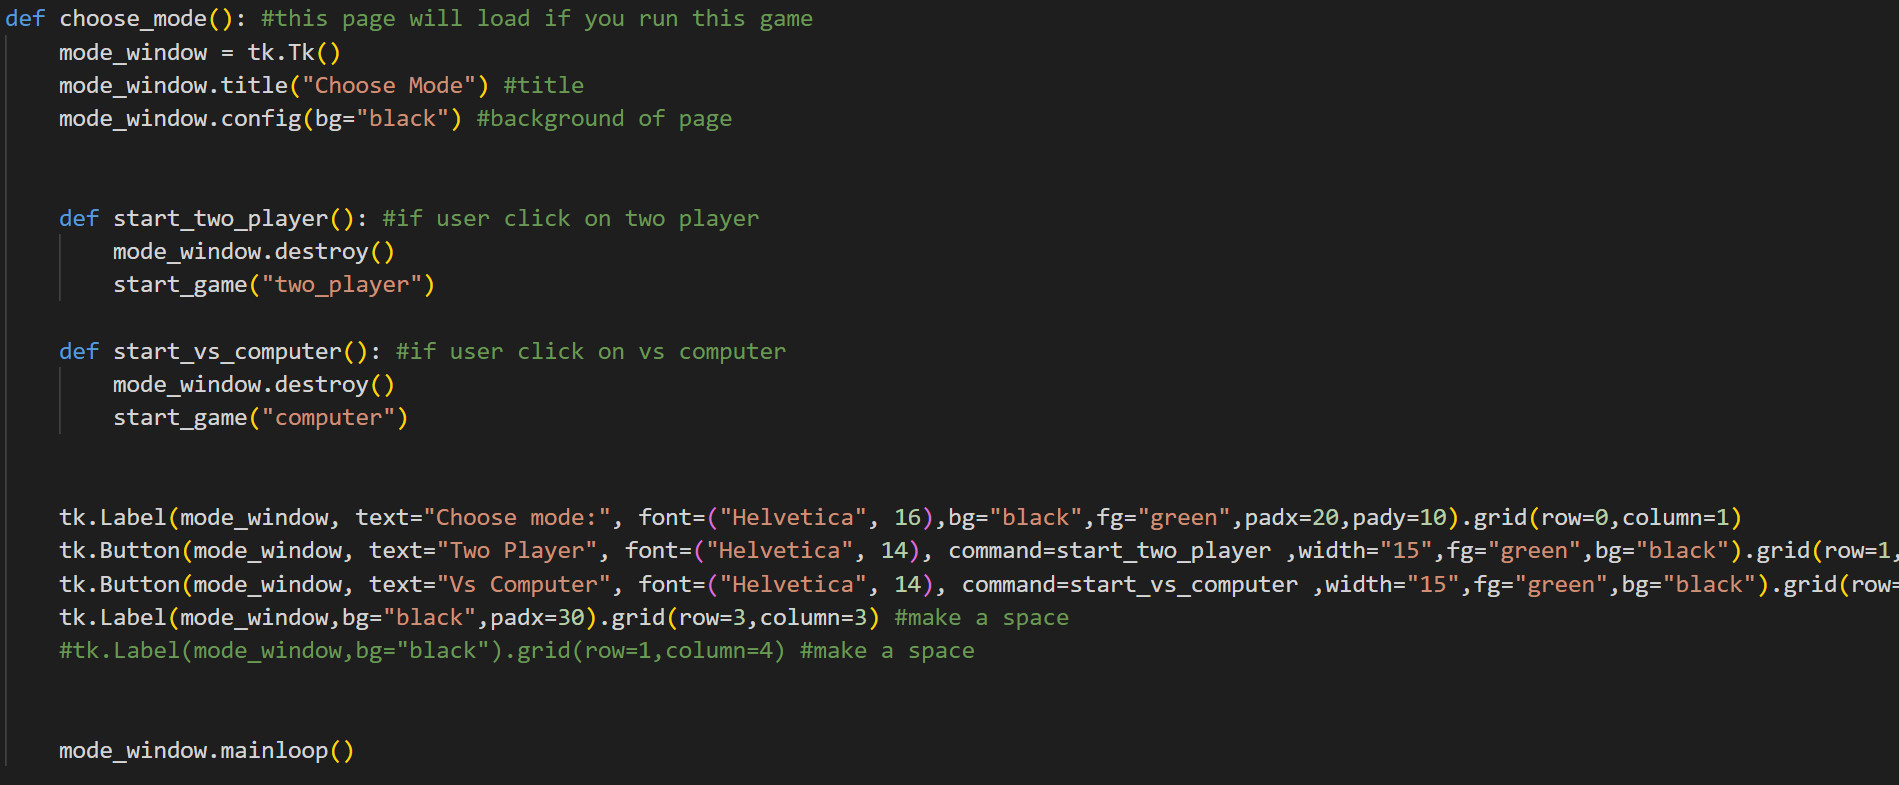 def choose_mode(): #this page will load if you run this game
    mode_window = tk.Tk()
    mode_window.title("Choose Mode") #title
    mode_window.config(bg="black") #background of page
    def start_two_player(): #if user click on two player
        mode_window.destroy()
        start_game("two_player")
    def start_vs_computer(): #if user click on vs computer
        mode_window.destroy()
        start_game("computer")
    tk.Label(mode_window, text="Choose mode:", font=("Helvetica", 16),bg="black",fg="green",padx=20,pady=10).grid(row=0,column=1)
    tk.Button(mode_window, text="Two Player", font=("Helvetica", 14), command=start_two_player ,width="15",fg="green",bg="black").grid(row=1,
    tk.Button(mode_window, text="Vs Computer", font=("Helvetica", 14), command=start_vs_computer ,width="15",fg="green",bg="black").grid(row=
    tk.Label(mode_window,bg="black",padx=30).grid(row=3,column=3) #make a space
    #tk.Label(mode_window,bg="black").grid(row=1,column=4) #make a space
    mode_window.mainloop()